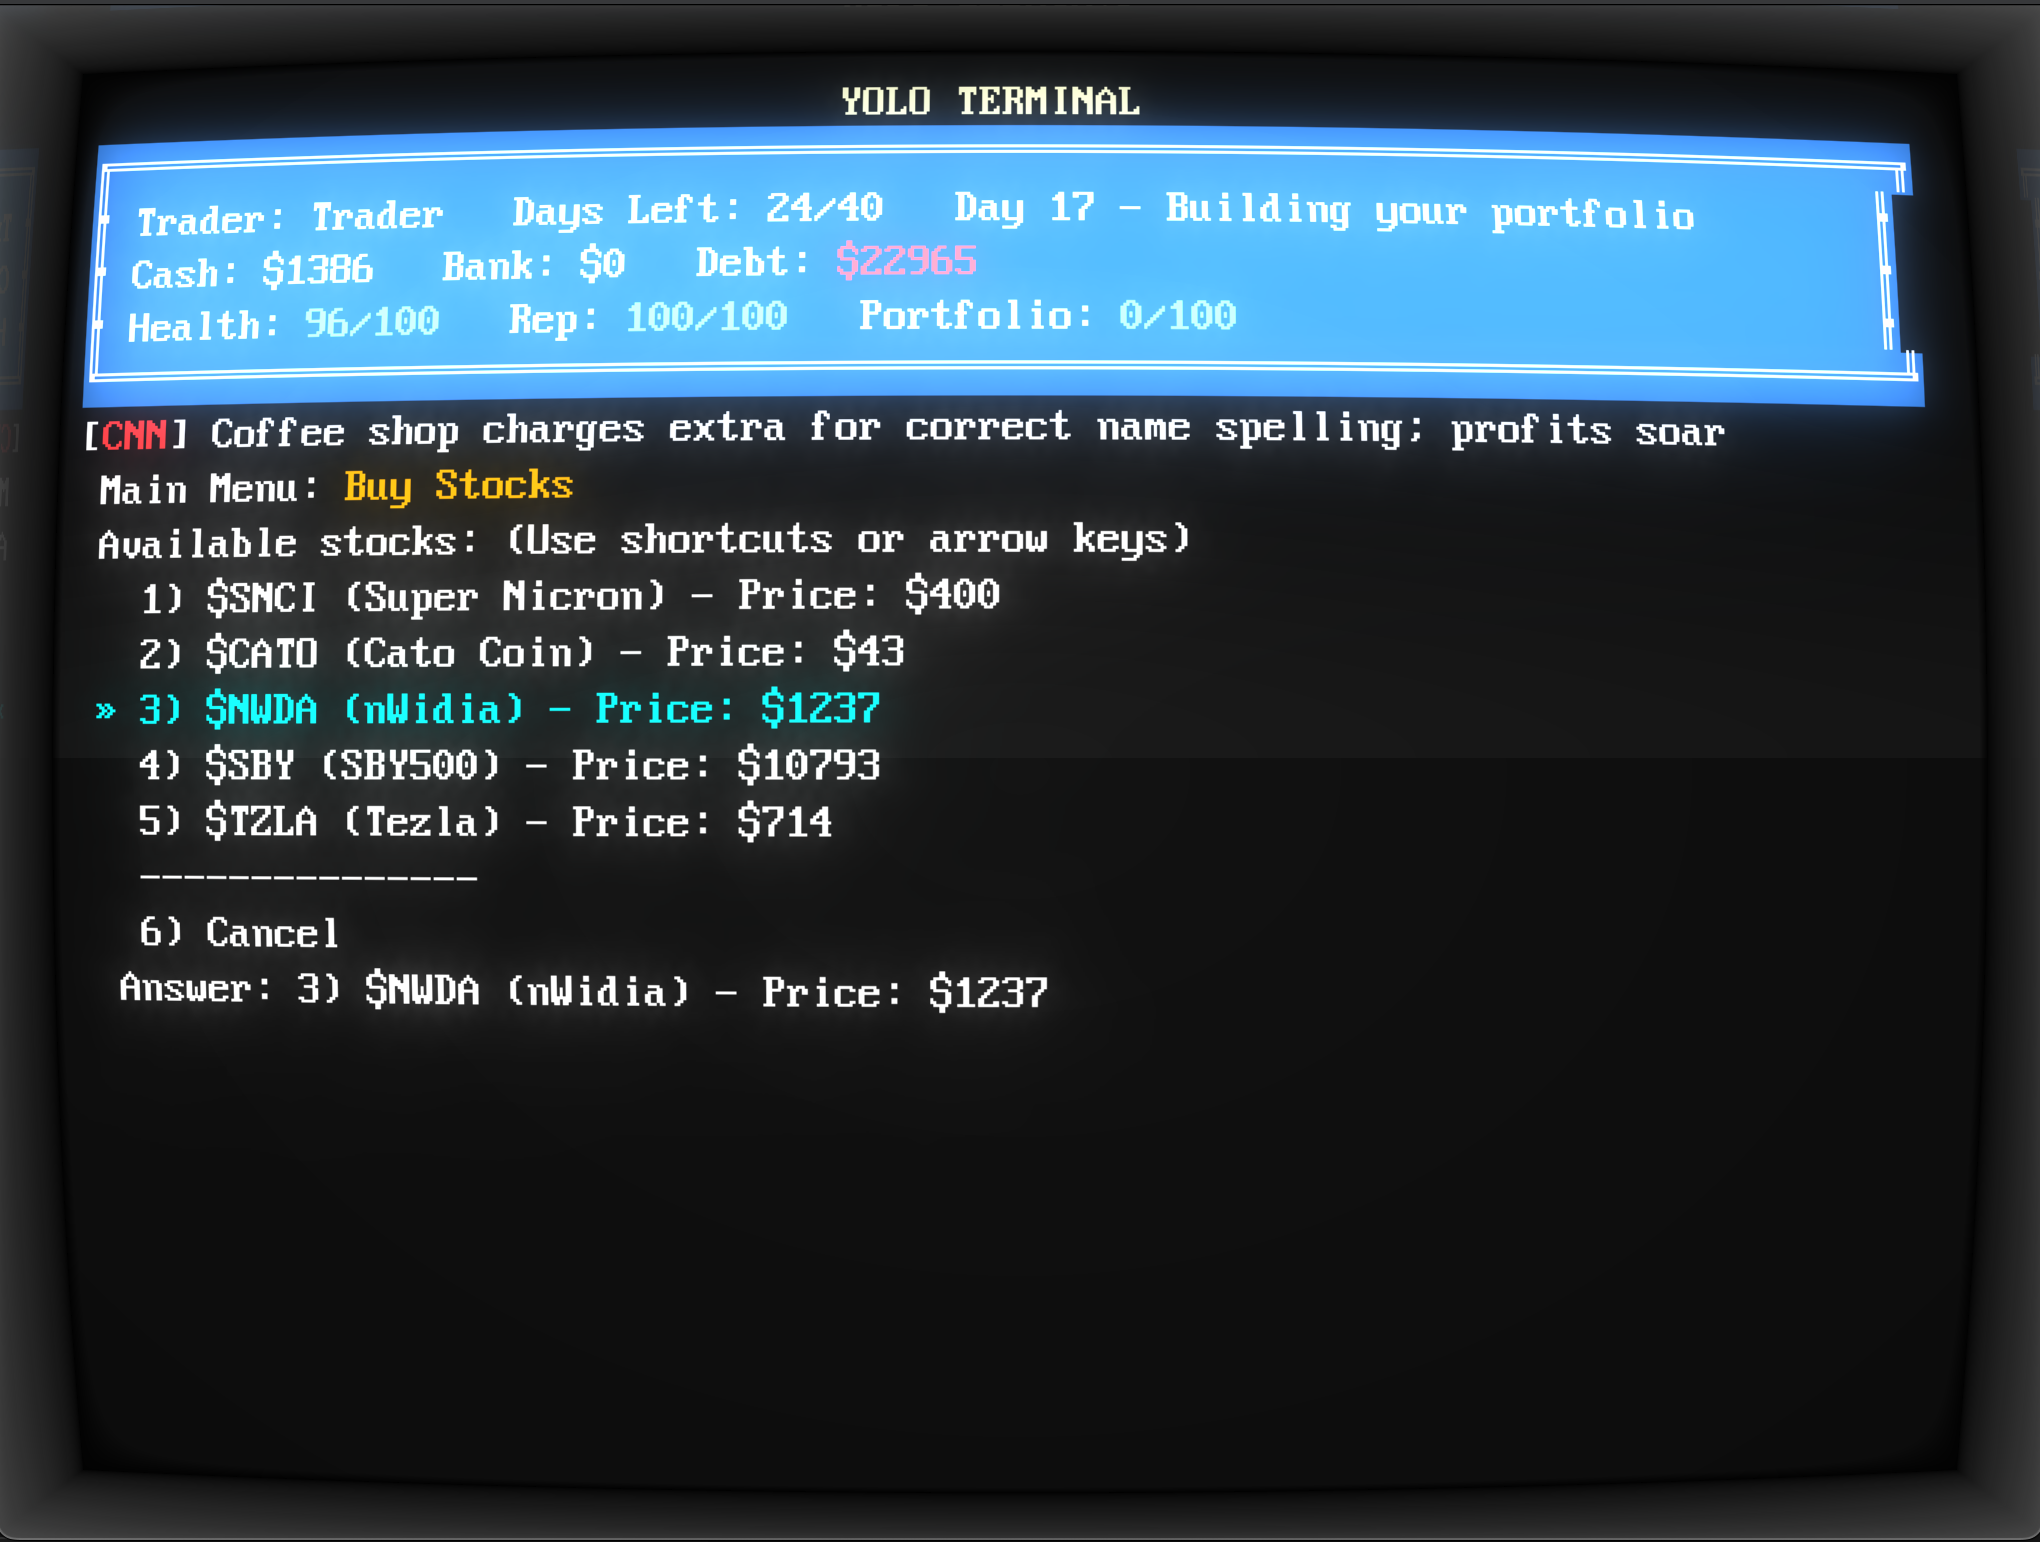 YOLO TERMINAL
Trader: Trader   Days Left: 24/40   Day 17 - Building your portfolio
Cash: $1386   Bank: $0   Debt: $22965
Health: 96/100   Rep: 100/100   Portfolio: 0/100
[CNN] Coffee shop charges extra for correct name spelling; profits soar
Main Menu: Buy Stocks
Available stocks: (Use shortcuts or arrow keys)
1) $SNCI (Super Nicron) - Price: $400
2) $CATO (Cato Coin) - Price: $43
» 3) $NWDA (nWidia) - Price: $1237
4) $SBY (SBY500) - Price: $10793
5) $TZLA (Tezla) - Price: $714
---------------
6) Cancel
Answer: 3) $NWDA (nWidia) - Price: $1237